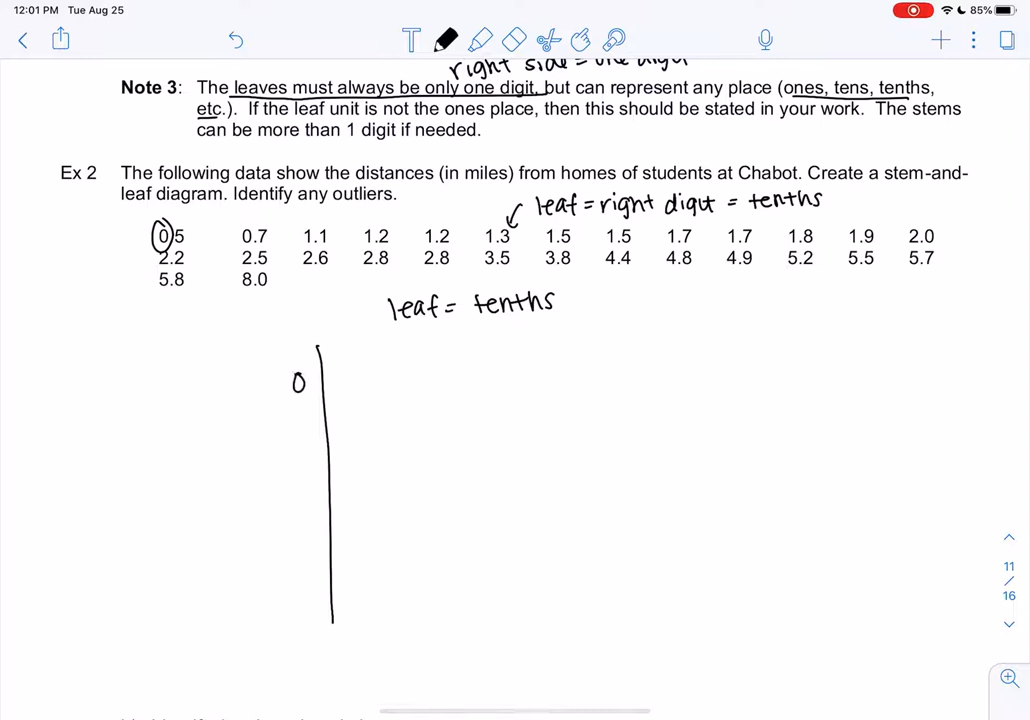 12:01 PM Tue Aug 25
85%
T
right side = one digit
Note 3: The leaves must always be only one digit, but can represent any place (ones, tens, tenths,
etc.). If the leaf unit is not the ones place, then this should be stated in your work. The stems
can be more than 1 digit if needed.
Ex 2 The following data show the distances (in miles) from homes of students at Chabot. Create a stem-and-
leaf diagram. Identify any outliers.
leaf = right digit = tenths
0.5 0.7 1.1 1.2 1.2 1.3 1.5 1.5 1.7 1.7 1.8 1.9 2.0
2.2 2.5 2.6 2.8 2.8 3.5 3.8 4.4 4.8 4.9 5.2 5.5 5.7
5.8 8.0
leaf = tenths
0
11
/
16